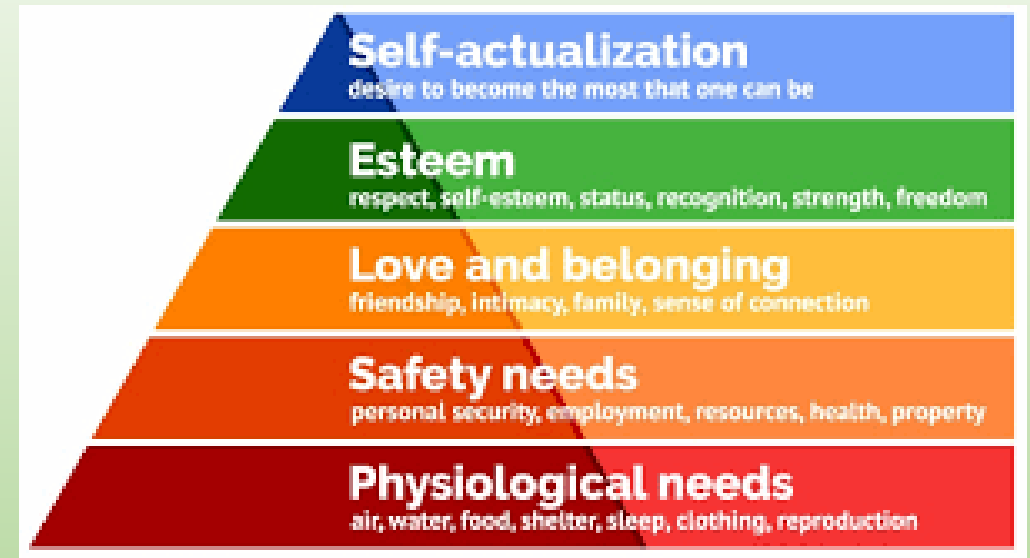 Self-actualization
desire to become the most that one can be
Esteem
respect, self-esteem, status, recognition, strength, freedom
Love and belonging
friendship, intimacy, family, sense of connection
Safety needs
personal security, employment, resources, health, property
Physiological needs
air, water, food, shelter, sleep, clothing, reproduction